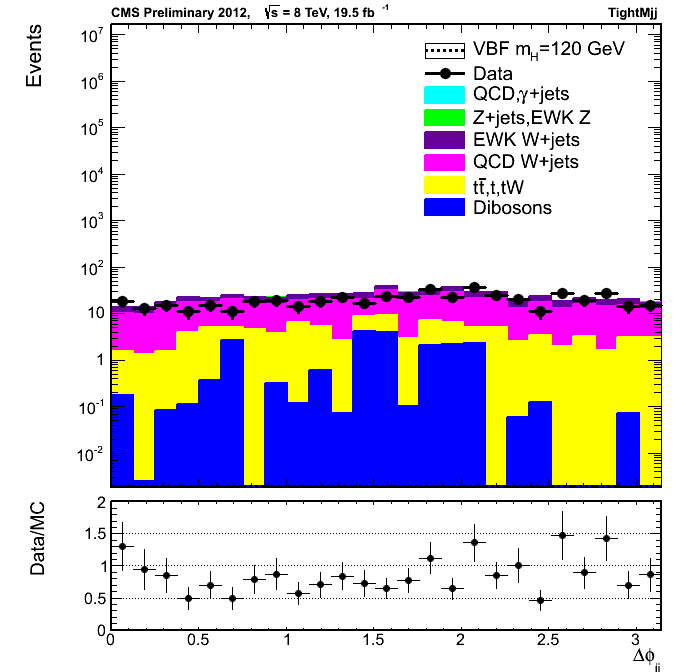 CMS Preliminary 2012, √s = 8 TeV, 19.5 fb⁻¹ TightMjj
Events
10⁷
10⁶
10⁵
10⁴
10³
10²
10
1
10⁻¹
10⁻²
VBF m_H=120 GeV
Data
QCD,γ+jets
Z+jets,EWK Z
EWK W+jets
QCD W+jets
tt̄,t,tW
Dibosons
Data/MC
2
1.5
1
0.5
0
0 0.5 1 1.5 2 2.5 3
Δϕ_jj